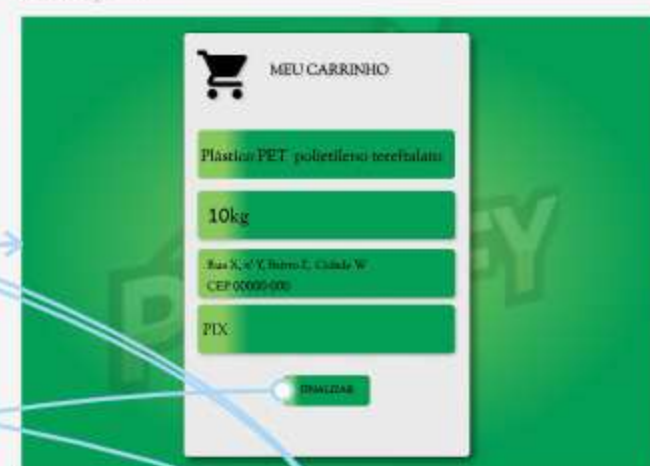 MEU CARRINHO
Plástico PET polietileno tereftalato
10kg
Rua X, nº Y, Bairro Z, Cidade W
CEP 00000-000
PIX
FINALIZAR